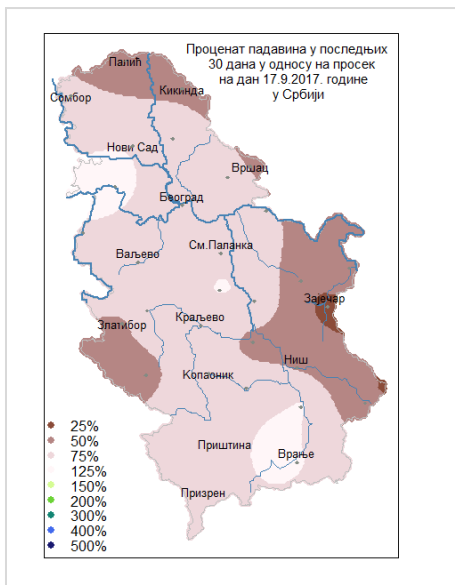 Проценат падавина у последњих
30 дана у односу на просек
на дан 17.9.2017. године
у Србији
Палић
Кикинда
Сомбор
Нови Сад
Вршац
Београд
См.Паланка
Ваљево
Зајечар
Златибор
Краљево
Ниш
Копаоник
Приштина
Врање
Призрен
25%
50%
75%
125%
150%
200%
300%
400%
500%